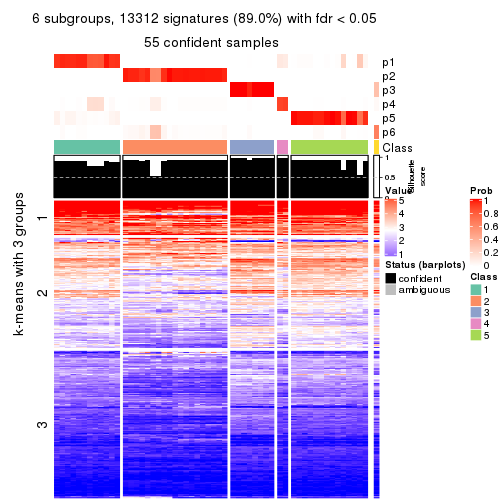 6 subgroups, 13312 signatures (89.0%) with fdr < 0.05
55 confident samples
p1
p2
p3
p4
p5
p6
Class
1
0.5
0
Silhouette
score
k-means with 3 groups
1
2
3
Value
5
4
3
2
1
Status (barplots)
confident
ambiguous
Prob
1
0.8
0.6
0.4
0.2
0
Class
1
2
3
4
5